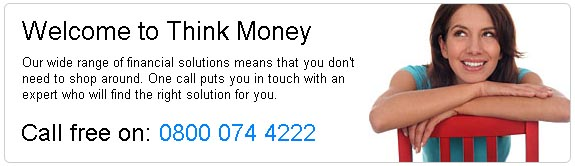 Welcome to Think Money
Our wide range of financial solutions means that you don't
need to shop around. One call puts you in touch with an
expert who will find the right solution for you.
Call free on: 0800 074 4222